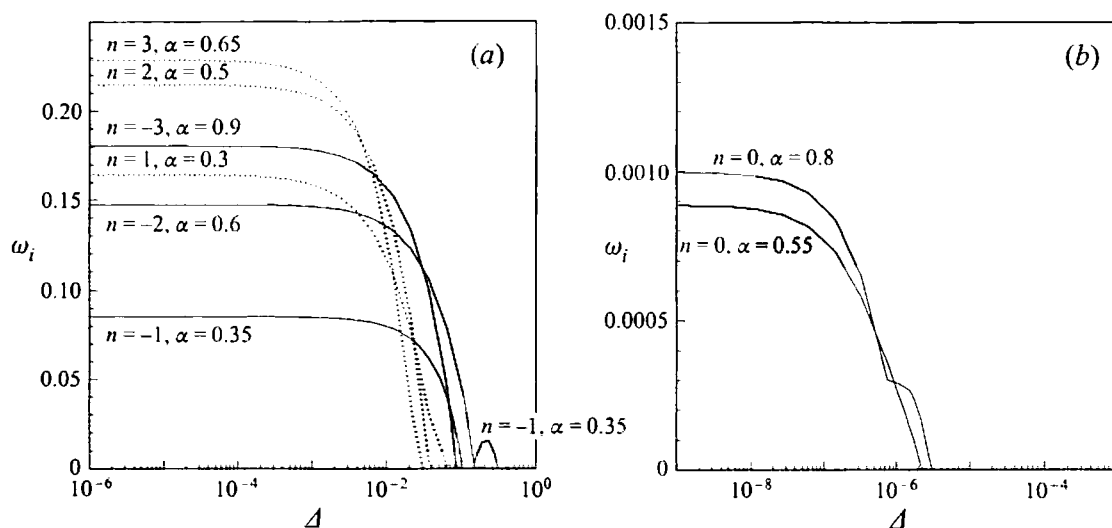 (a)
n = 3, α = 0.65
n = 2, α = 0.5
n = −3, α = 0.9
n = 1, α = 0.3
n = −2, α = 0.6
n = −1, α = 0.35
n = −1, α = 0.35
ω_i
0.20
0.15
0.10
0.05
0
10^−6
10^−4
10^−2
10^0
Δ
(b)
0.0015
0.0010
0.0005
0
ω_i
n = 0, α = 0.8
n = 0, α = 0.55
10^−8
10^−6
10^−4
Δ